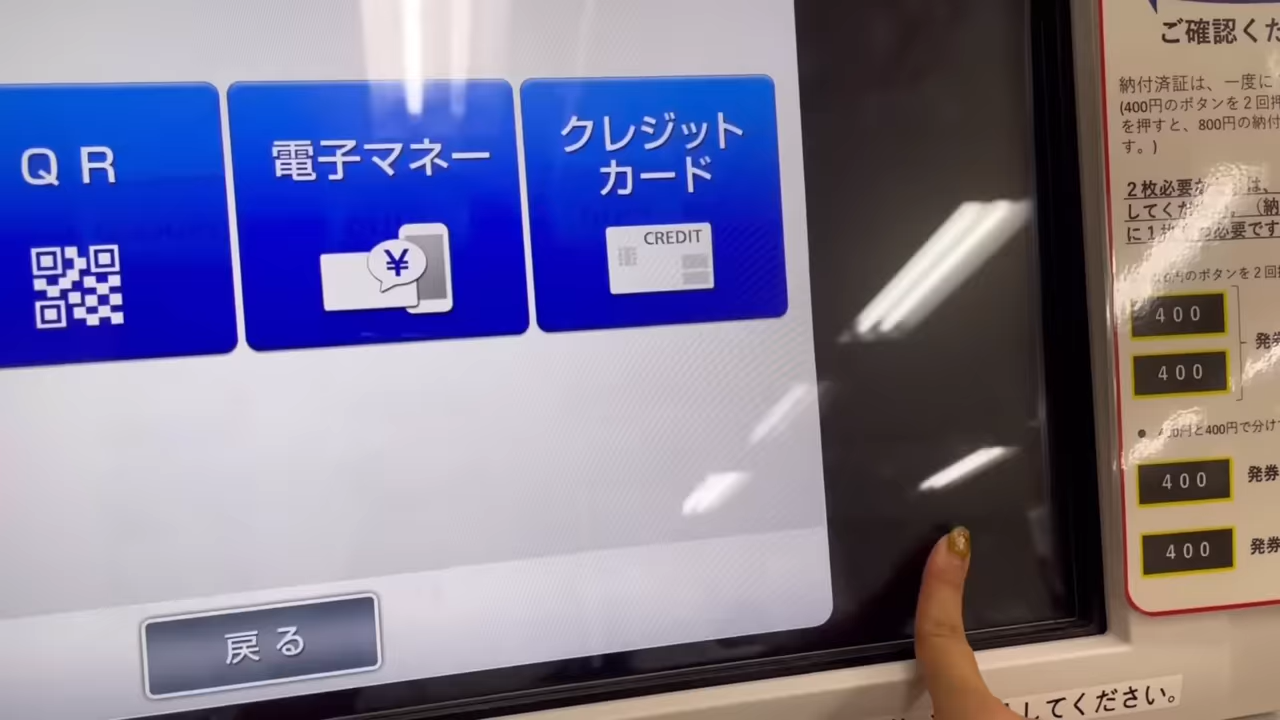 QR
電子マネー
¥
クレジット
カード
CREDIT
戻る
ご確認くだ
納付済証は、一度に
(400円のボタンを2回押
を押すと、800円の納付
す。)
2枚必要な は、
してくだ 、(納
に1枚 つ必要です
円のボタンを2回
400
発券
400
400円と400円で分け
400
発券
400
発券
してください。